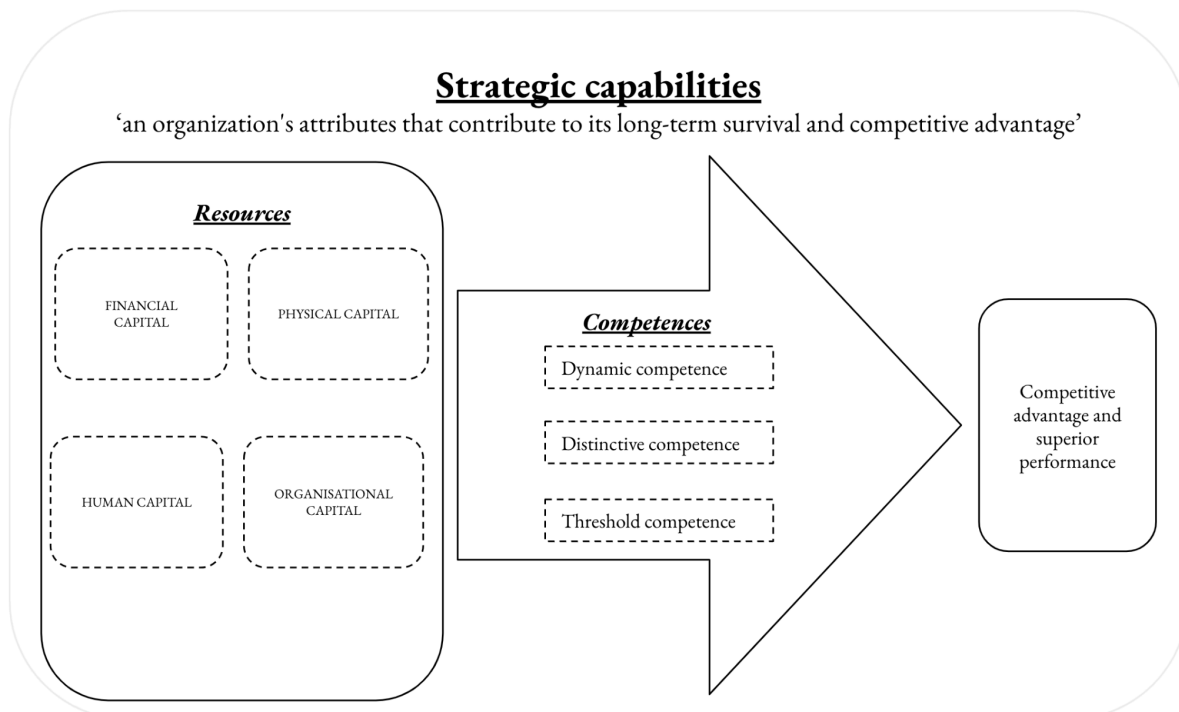 Strategic capabilities
‘an organization's attributes that contribute to its long-term survival and competitive advantage’
Resources
FINANCIAL
CAPITAL
PHYSICAL CAPITAL
HUMAN CAPITAL
ORGANISATIONAL
CAPITAL
Competences
Dynamic competence
Distinctive competence
Threshold competence
Competitive
advantage and
superior
performance